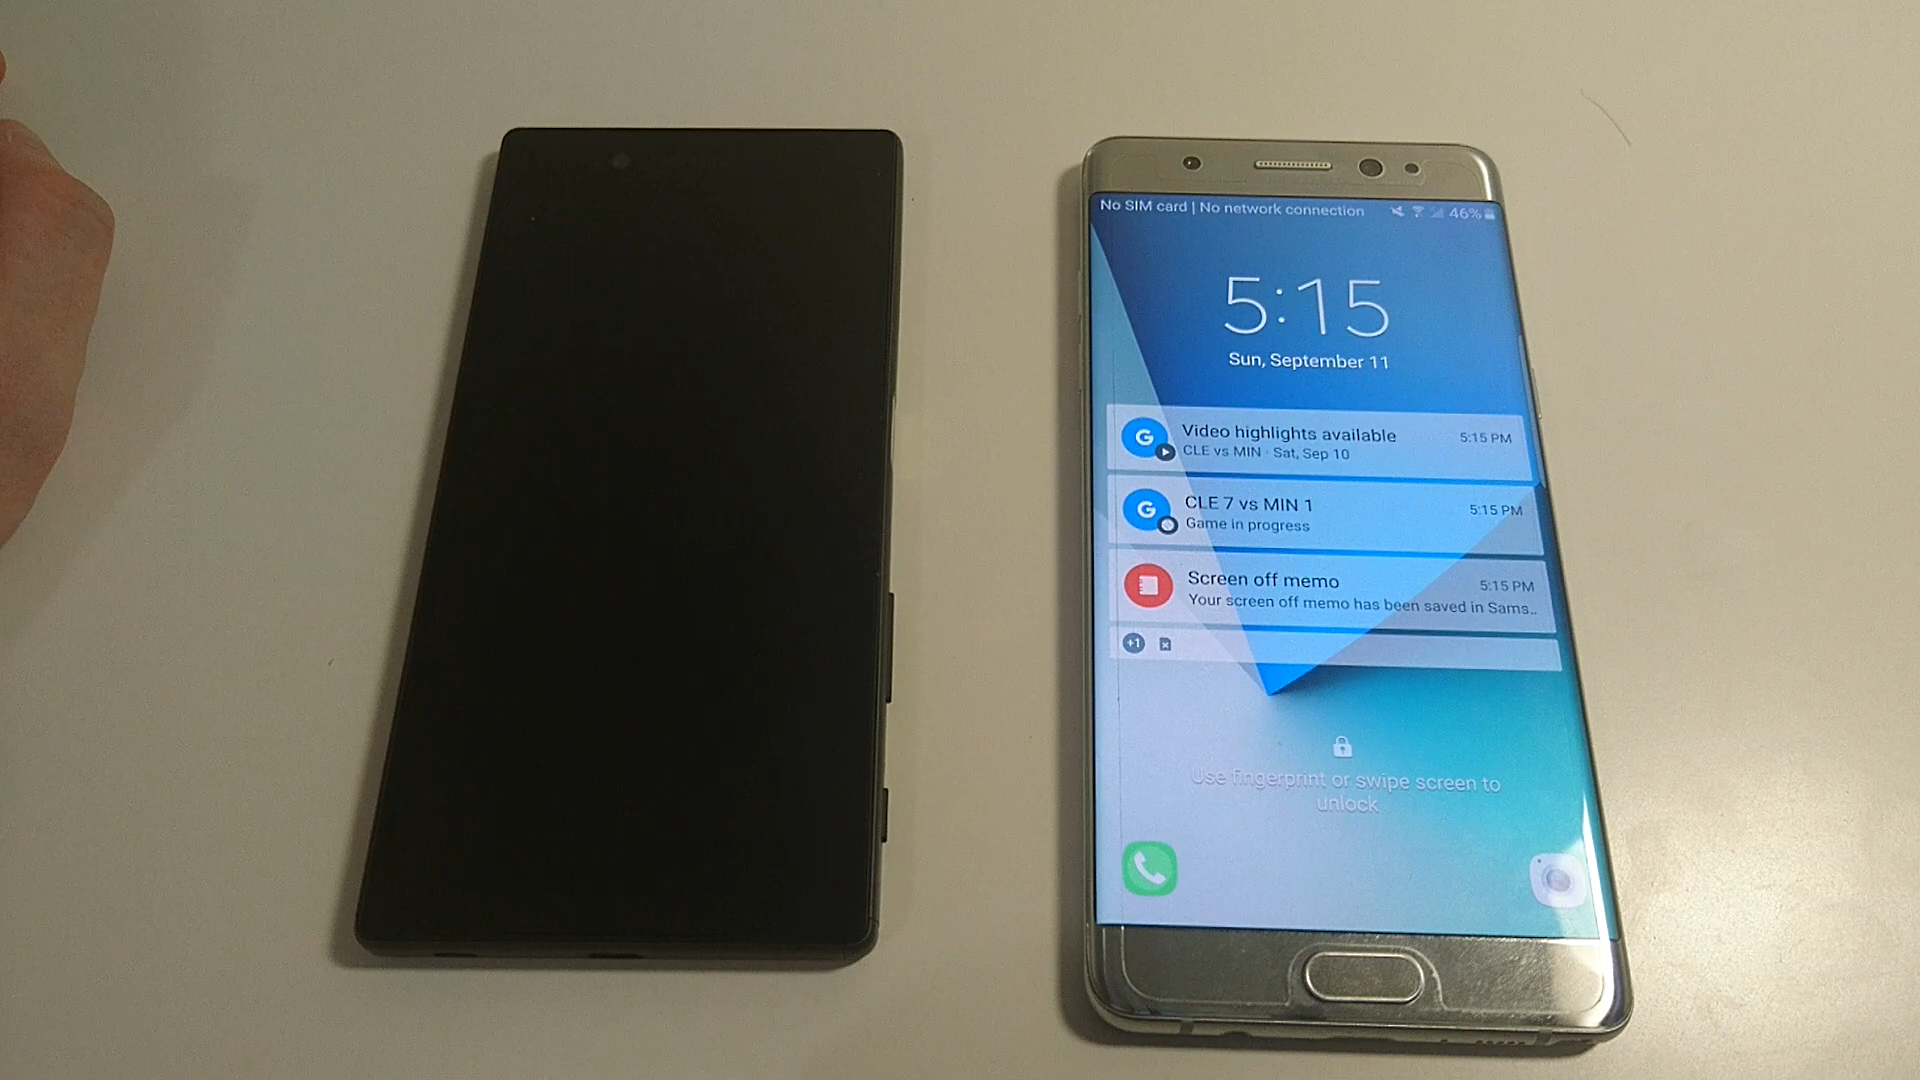 No SIM card | No network connection 46%
5:15
Sun, September 11
G Video highlights available 5:15 PM
CLE vs MIN · Sat, Sep 10
G CLE 7 vs MIN 1 5:15 PM
Game in progress
Screen off memo 5:15 PM
Your screen off memo has been saved in Sams..
+1
Use fingerprint or swipe screen to
unlock